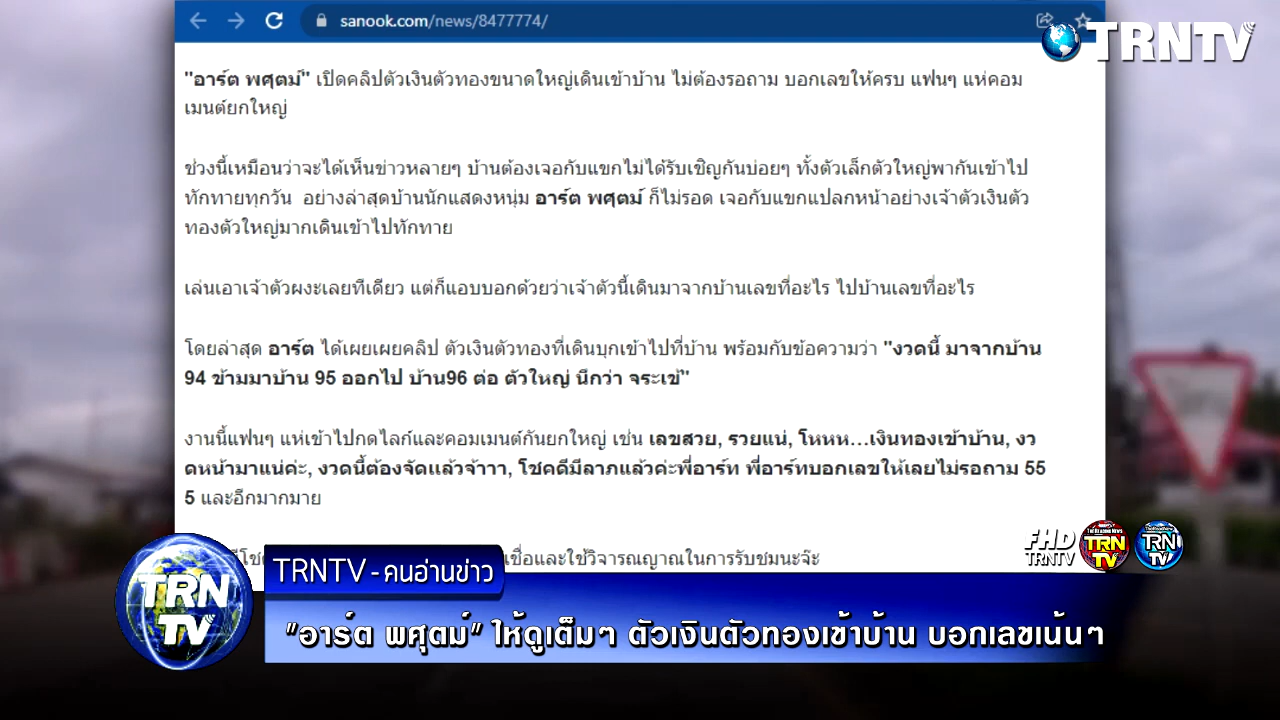 sanook.com/news/8477774/
TRNTV
"อาร์ต พศุตม์" เปิดคลิปตัวเงินตัวทองขนาดใหญ่เดินเข้าบ้าน ไม่ต้องรอถาม บอกเลขให้ครบ แฟนๆ แห่คอม
เมนต์ยกใหญ่
ช่วงนี้เหมือนว่าจะได้เห็นข่าวหลายๆ บ้านต้องเจอกับแขกไม่ได้รับเชิญกันบ่อยๆ ทั้งตัวเล็กตัวใหญ่พากันเข้าไป
ทักทายทุกวัน อย่างล่าสุดบ้านนักแสดงหนุ่ม อาร์ต พศุตม์ ก็ไม่รอด เจอกับแขกแปลกหน้าอย่างเจ้าตัวเงินตัว
ทองตัวใหญ่มากเดินเข้าไปทักทาย
เล่นเอาเจ้าตัวผงะเลยทีเดียว แต่ก็แอบบอกด้วยว่าเจ้าตัวนี้เดินมาจากบ้านเลขที่อะไร ไปบ้านเลขที่อะไร
โดยล่าสุด อาร์ต ได้เผยเผยคลิป ตัวเงินตัวทองที่เดินบุกเข้าไปที่บ้าน พร้อมกับข้อความว่า "งวดนี้ มาจากบ้าน
94 ข้ามมาบ้าน 95 ออกไป บ้าน96 ต่อ ตัวใหญ่ นึกว่า จระเข้"
งานนี้แฟนๆ แห่เข้าไปกดไลก์และคอมเมนต์กันยกใหญ่ เช่น เลขสวย, รวยแน่, โหหห...เงินทองเข้าบ้าน, งว
ดหน้ามาแน่ค่ะ, งวดนี้ต้องจัดแล้วจ้าาา, โชคดีมีลาภแล้วค่ะพี่อาร์ท พี่อาร์ทบอกเลขให้เลยไม่รอถาม 55
5 และอีกมากมาย
เชื่อและใช้วิจารณญาณในการรับชมนะจ๊ะ
FHD
TRNTV
TRN
TV
TRN
TV
TRN
TV
TRNTV - คนอ่านข่าว
"อาร์ต พศุตม์" ให้ดูเต็มๆ ตัวเงินตัวทองเข้าบ้าน บอกเลขเน้นๆ